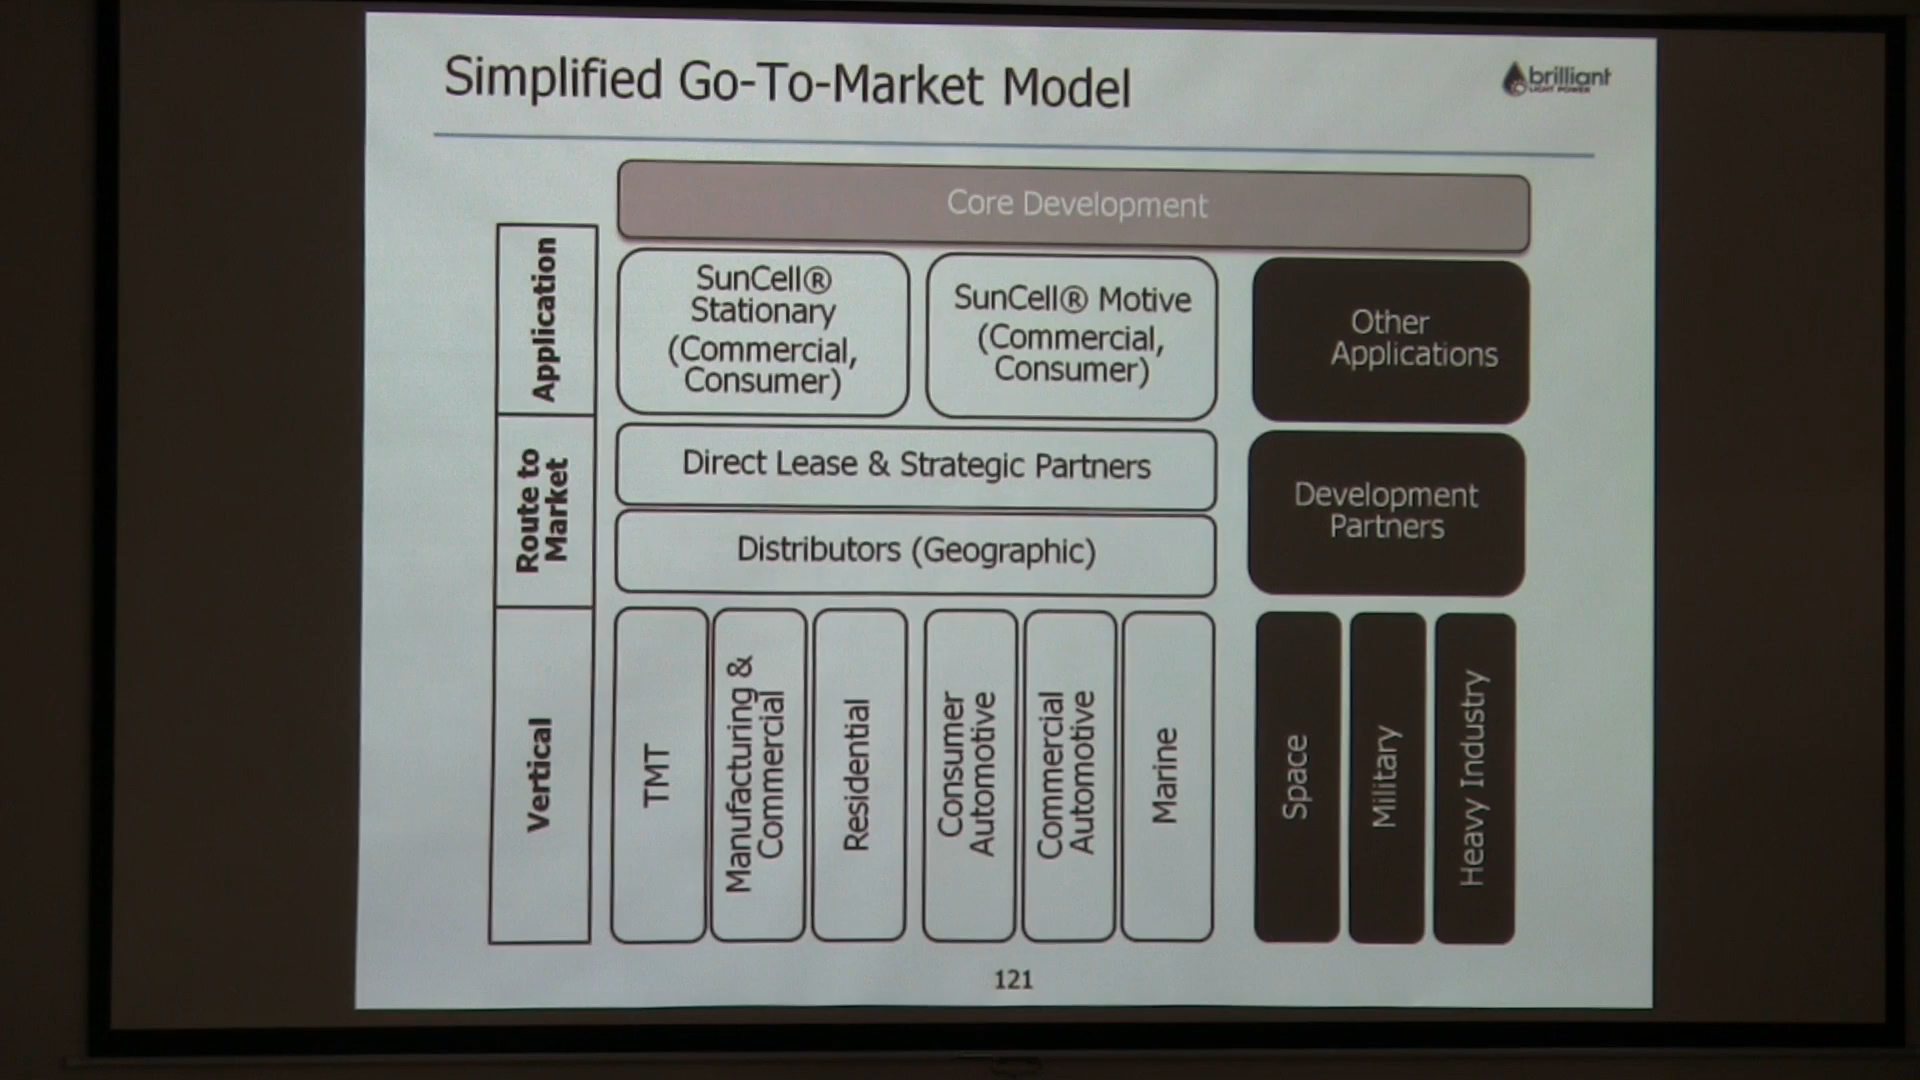 Simplified Go-To-Market Model
brilliant
LIGHT POWER
Core Development
Application
SunCell®
Stationary
(Commercial,
Consumer)
SunCell® Motive
(Commercial,
Consumer)
Other
Applications
Route to
Market
Direct Lease & Strategic Partners
Distributors (Geographic)
Development
Partners
Vertical
TMT
Manufacturing &
Commercial
Residential
Consumer
Automotive
Commercial
Automotive
Marine
Space
Military
Heavy Industry
121